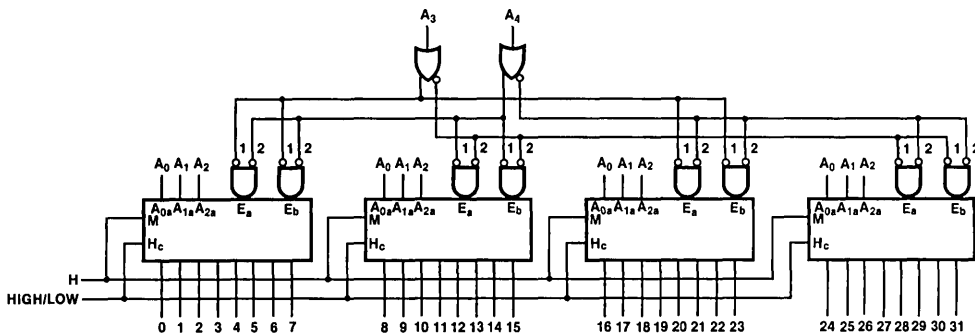 A3 A4
1 2 1 2 1 2 1 2 1 2 1 2 1 2 1 2
A0 A1 A2 A0 A1 A2 A0 A1 A2 A0 A1 A2
A0a A1a A2a Ea Eb A0a A1a A2a Ea Eb A0a A1a A2a Ea Eb A0a A1a A2a Ea Eb
M M M M
Hc Hc Hc Hc
H
HIGH/LOW
0 1 2 3 4 5 6 7 8 9 10 11 12 13 14 15 16 17 18 19 20 21 22 23 24 25 26 27 28 29 30 31